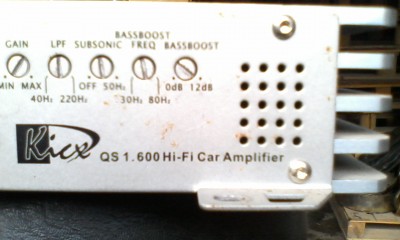 BASSBOOST
GAIN LPF SUBSONIC FREQ BASSBOOST
MIN MAX OFF 50Hz 0dB 12dB
40Hz 220Hz 30Hz 80Hz
Kicx
QS 1.600 Hi-Fi Car Amplifier